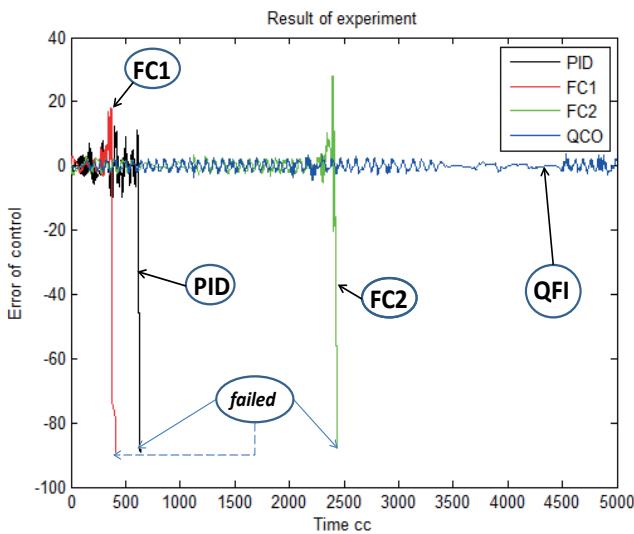 Result of experiment
40
20
0
-20
-40
-60
-80
-100
Error of control
0
500
1000
1500
2000
2500
3000
3500
4000
4500
5000
Time cc
PID
FC1
FC2
QCO
FC1
PID
FC2
QFI
failed